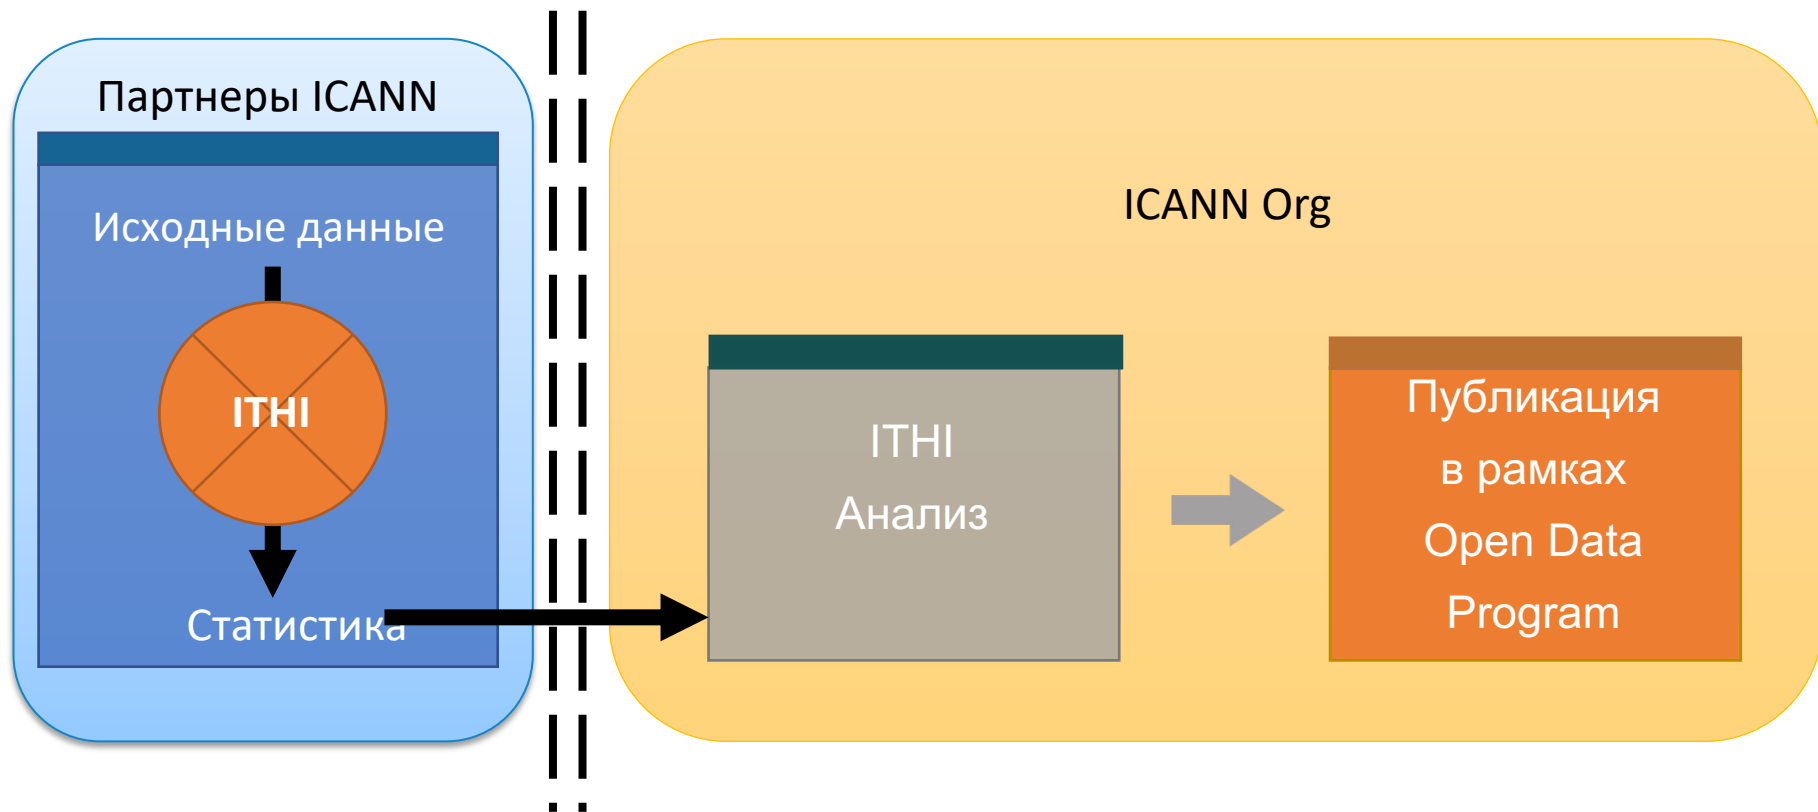 Партнеры ICANN
Исходные данные
ITHI
Статистика
ICANN Org
ITHI
Анализ
Публикация
в рамках
Open Data
Program